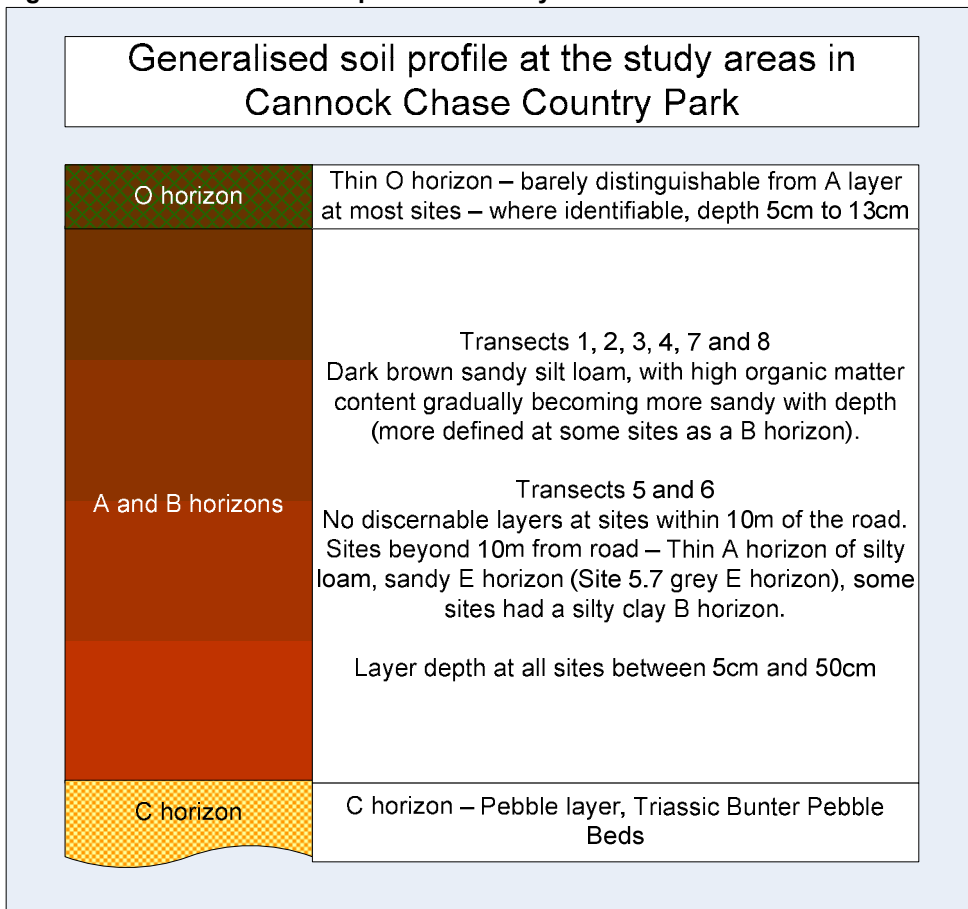 Generalised soil profile at the study areas in
Cannock Chase Country Park
O horizon
Thin O horizon – barely distinguishable from A layer
at most sites – where identifiable, depth 5cm to 13cm
A and B horizons
Transects 1, 2, 3, 4, 7 and 8
Dark brown sandy silt loam, with high organic matter
content gradually becoming more sandy with depth
(more defined at some sites as a B horizon).
Transects 5 and 6
No discernable layers at sites within 10m of the road.
Sites beyond 10m from road – Thin A horizon of silty
loam, sandy E horizon (Site 5.7 grey E horizon), some
sites had a silty clay B horizon.
Layer depth at all sites between 5cm and 50cm
C horizon
C horizon – Pebble layer, Triassic Bunter Pebble
Beds